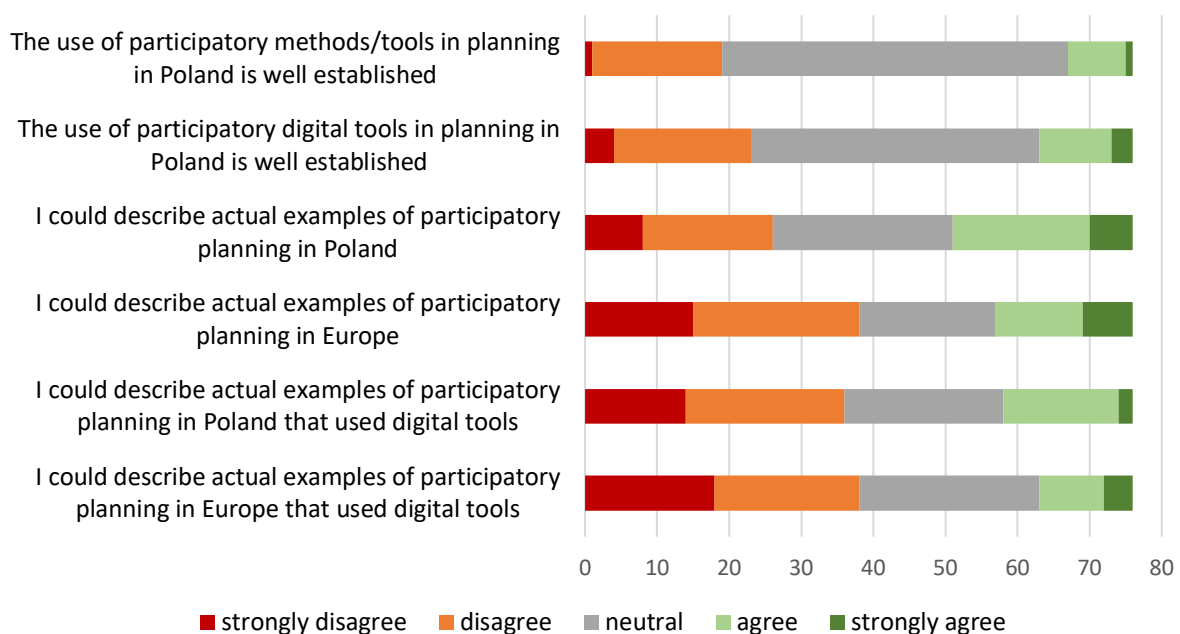 The use of participatory methods/tools in planning
in Poland is well established
The use of participatory digital tools in planning in
Poland is well established
I could describe actual examples of participatory
planning in Poland
I could describe actual examples of participatory
planning in Europe
I could describe actual examples of participatory
planning in Poland that used digital tools
I could describe actual examples of participatory
planning in Europe that used digital tools
0 10 20 30 40 50 60 70 80
strongly disagree disagree neutral agree strongly agree